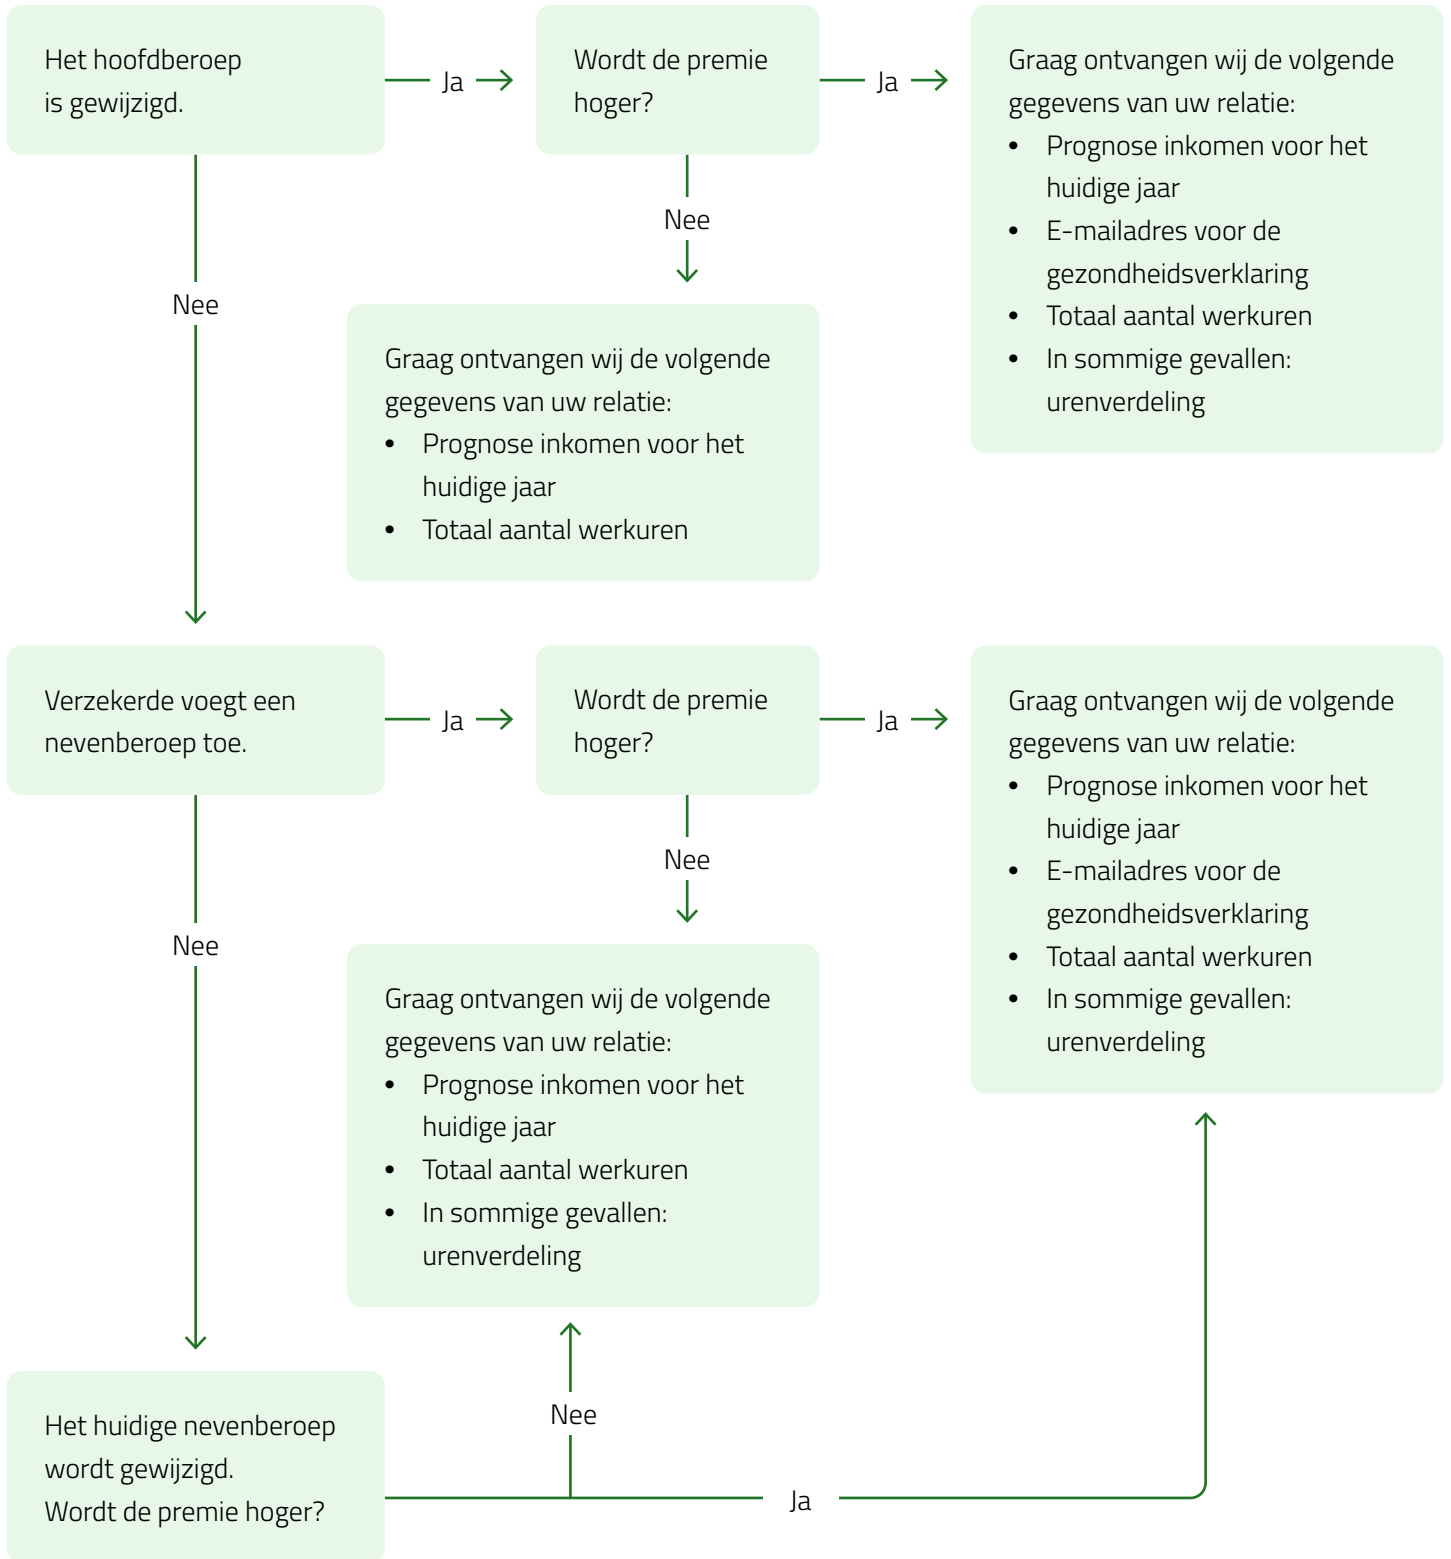 Het hoofdberoep
is gewijzigd.
Ja
Wordt de premie
hoger?
Ja
Graag ontvangen wij de volgende
gegevens van uw relatie:
• Prognose inkomen voor het
huidige jaar
• E-mailadres voor de
gezondheidsverklaring
• Totaal aantal werkuren
• In sommige gevallen:
urenverdeling
Nee
Nee
Graag ontvangen wij de volgende
gegevens van uw relatie:
• Prognose inkomen voor het
huidige jaar
• Totaal aantal werkuren
Verzekerde voegt een
nevenberoep toe.
Ja
Wordt de premie
hoger?
Ja
Graag ontvangen wij de volgende
gegevens van uw relatie:
• Prognose inkomen voor het
huidige jaar
• E-mailadres voor de
gezondheidsverklaring
• Totaal aantal werkuren
• In sommige gevallen:
urenverdeling
Nee
Nee
Graag ontvangen wij de volgende
gegevens van uw relatie:
• Prognose inkomen voor het
huidige jaar
• Totaal aantal werkuren
• In sommige gevallen:
urenverdeling
Het huidige nevenberoep
wordt gewijzigd.
Wordt de premie hoger?
Nee
Ja